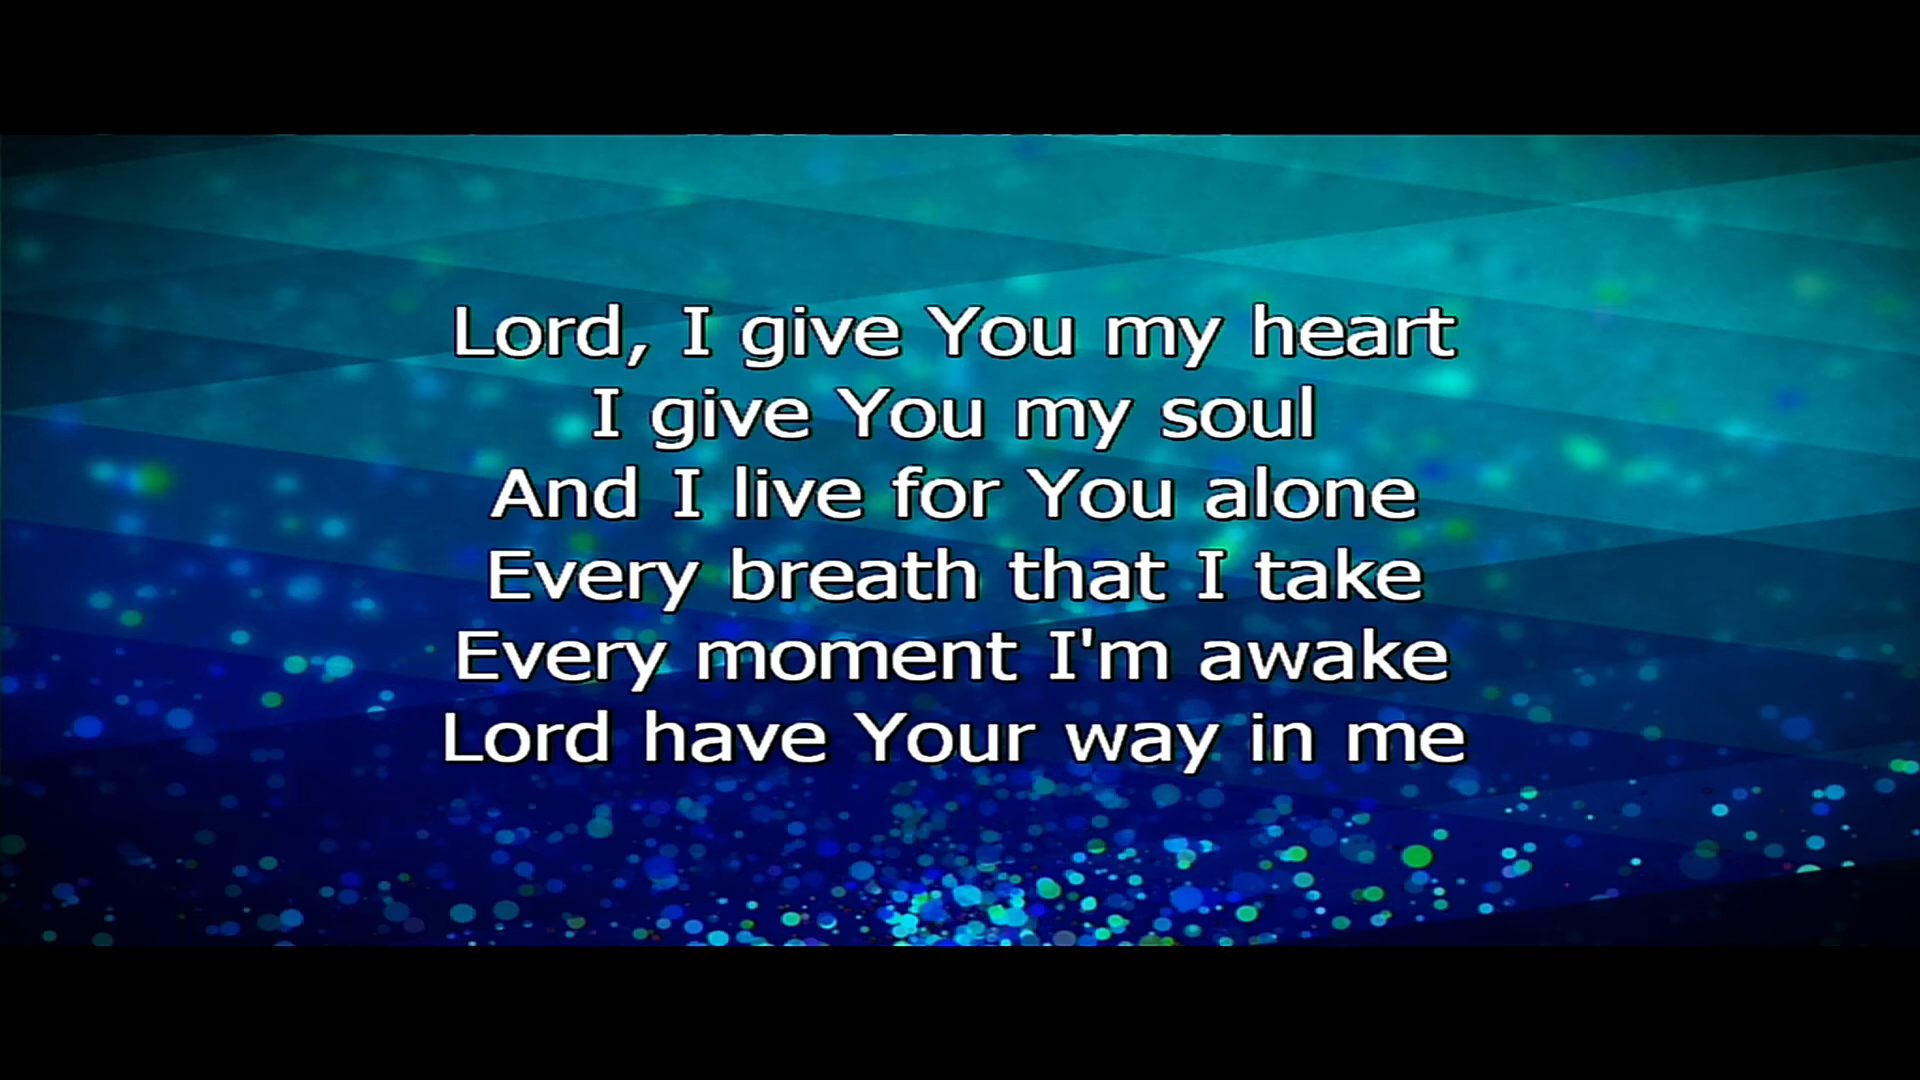 Lord, I give You my heart
I give You my soul
And I live for You alone
Every breath that I take
Every moment I'm awake
Lord have Your way in me